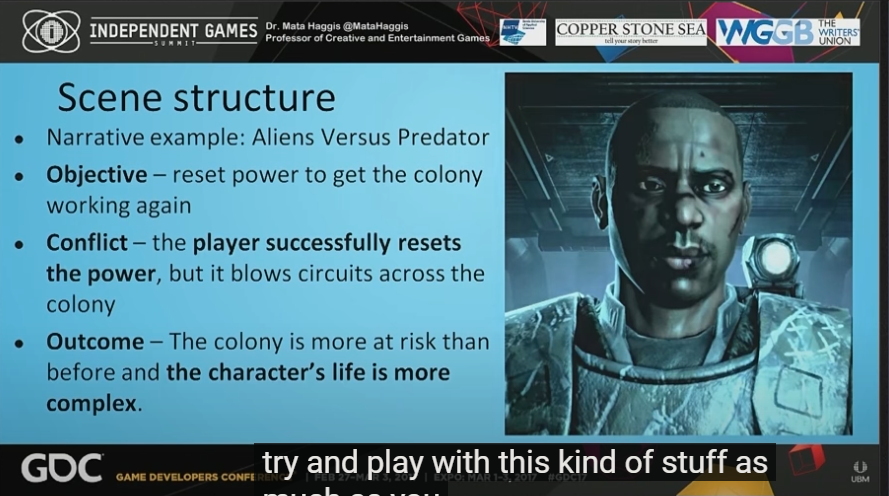 INDEPENDENT GAMES
SUMMIT
Dr. Mata Haggis @MataHaggis
Professor of Creative and Entertainment Games
COPPER STONE SEA
tell your story better
WGGB THE WRITERS' UNION
Scene structure
• Narrative example: Aliens Versus Predator
• Objective – reset power to get the colony
working again
• Conflict – the player successfully resets
the power, but it blows circuits across the
colony
• Outcome – The colony is more at risk than
before and the character's life is more
complex.
GDC
GAME DEVELOPERS CONFERENCE | FEB 27-MAR 3, 2017 | EXPO: MAR 1-3, 2017 #GDC17
UBM
try and play with this kind of stuff as
much as you